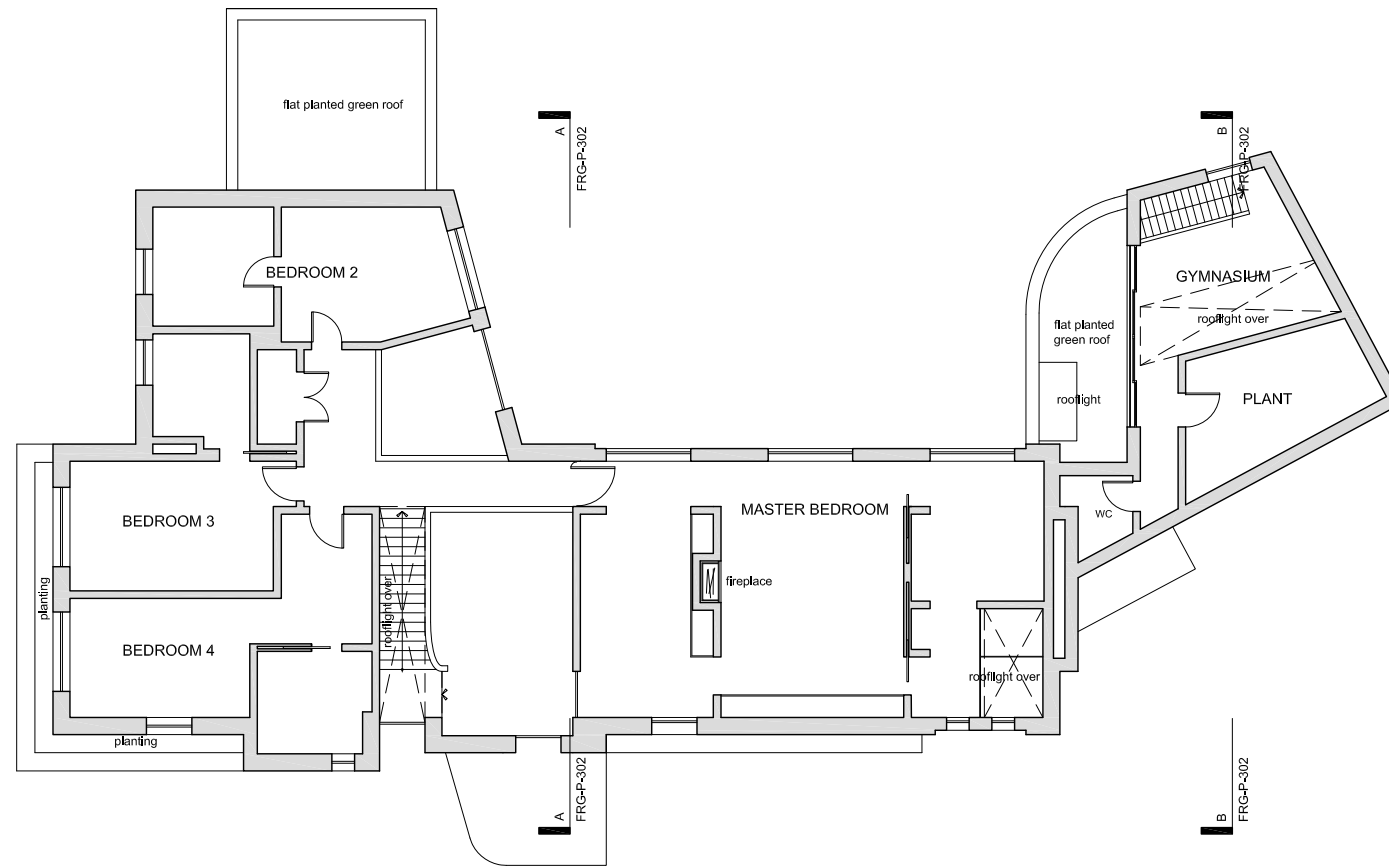 flat planted green roof
A
FRG-P-302
B
FRG-P-302
BEDROOM 2
GYMNASIUM
rooflight over
flat planted
green roof
rooflight
PLANT
BEDROOM 3
MASTER BEDROOM
WC
fireplace
planting
rooflight over
BEDROOM 4
rooflight over
planting
A
FRG-P-302
B
FRG-P-302